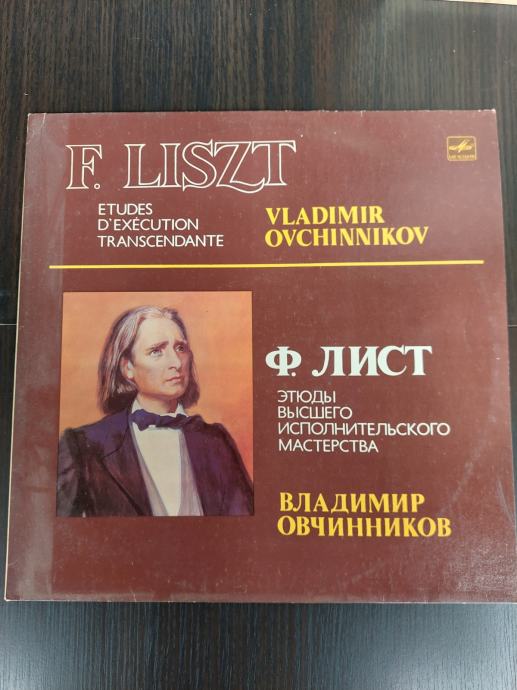 F. LISZT
ETUDES
D'EXÉCUTION
TRANSCENDANTE
VLADIMIR
OVCHINNIKOV
Ф. ЛИСТ
ЭТЮДЫ
ВЫСШЕГО
ИСПОЛНИТЕЛЬСКОГО
МАСТЕРСТВА
ВЛАДИМИР
ОВЧИННИКОВ